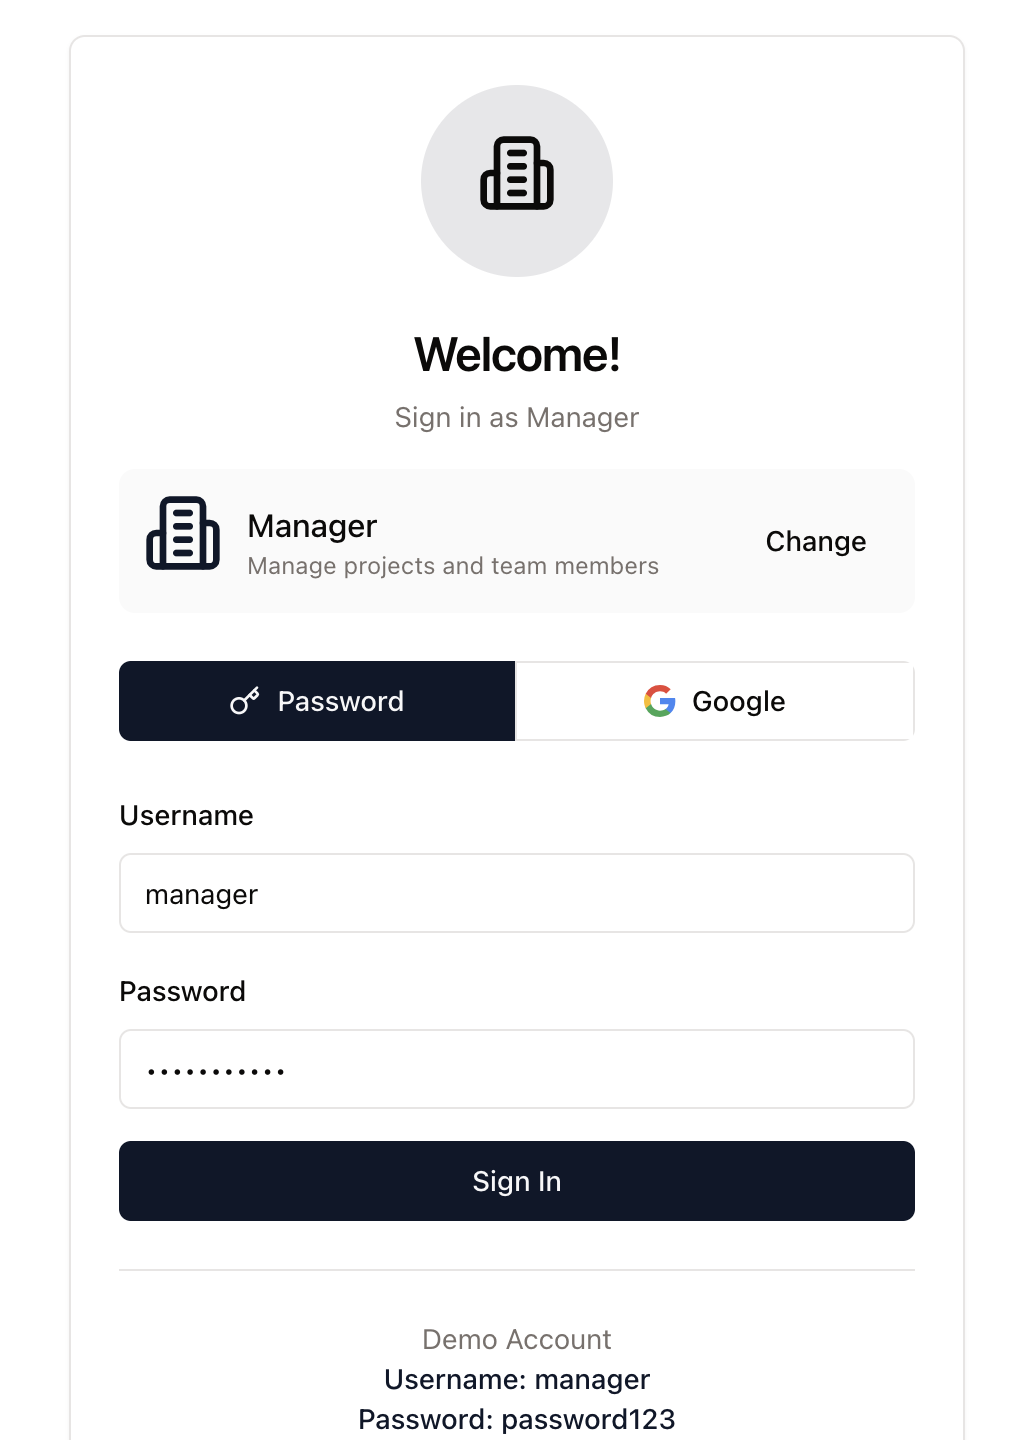 Welcome!
Sign in as Manager
Manager
Manage projects and team members
Change
Password
Google
Username
manager
Password
•••••••••••
Sign In
Demo Account
Username: manager
Password: password123